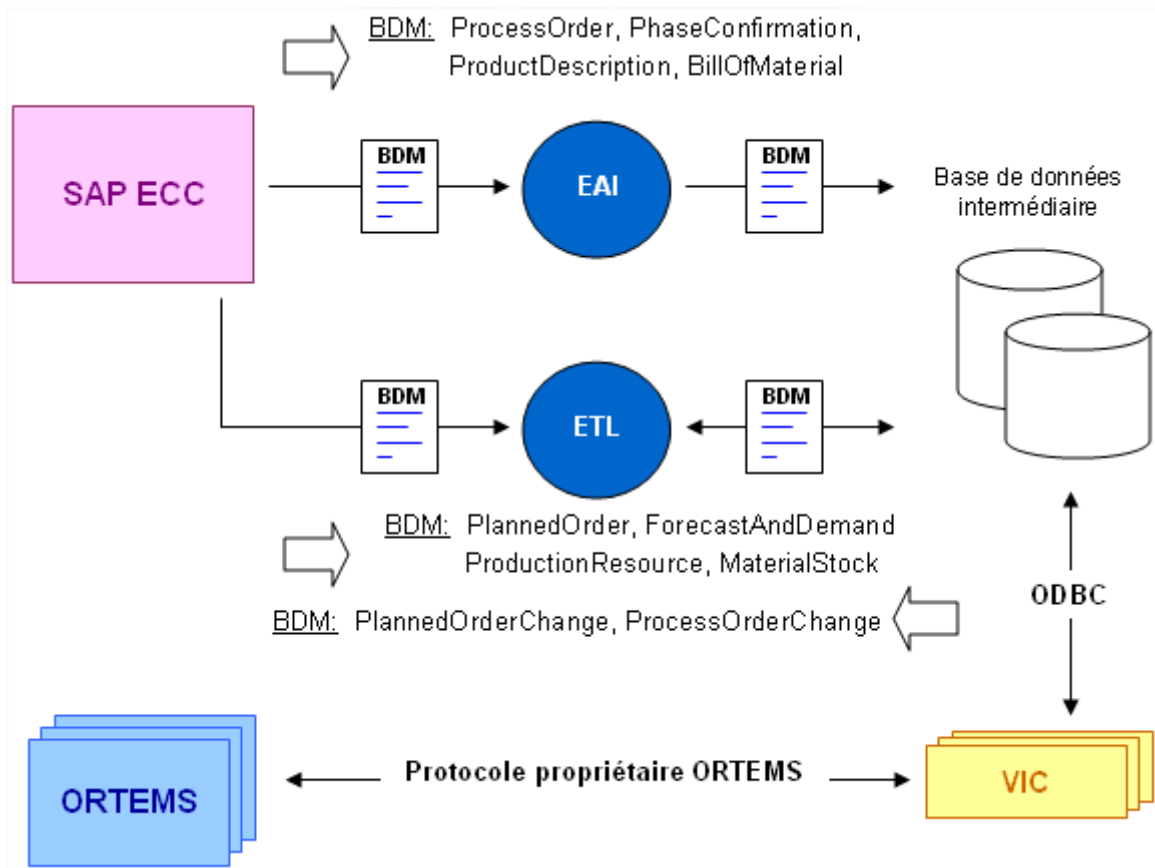 BDM: ProcessOrder, PhaseConfirmation,
ProductDescription, BillOfMaterial
SAP ECC
BDM
EAI
BDM
Base de données
intermédiaire
BDM
ETL
BDM
BDM: PlannedOrder, ForecastAndDemand
ProductionResource, MaterialStock
BDM: PlannedOrderChange, ProcessOrderChange
ODBC
ORTEMS
Protocole propriétaire ORTEMS
VIC